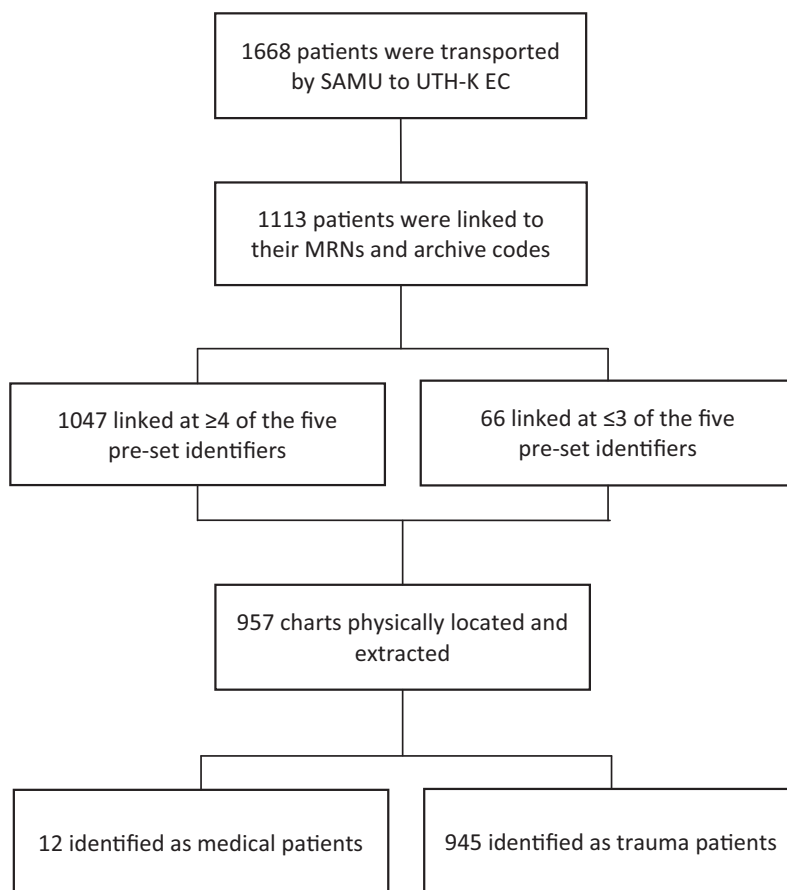 1668 patients were transported
by SAMU to UTH-K EC
1113 patients were linked to
their MRNs and archive codes
1047 linked at ≥4 of the five
pre-set identifiers
66 linked at ≤3 of the five
pre-set identifiers
957 charts physically located and
extracted
12 identified as medical patients
945 identified as trauma patients